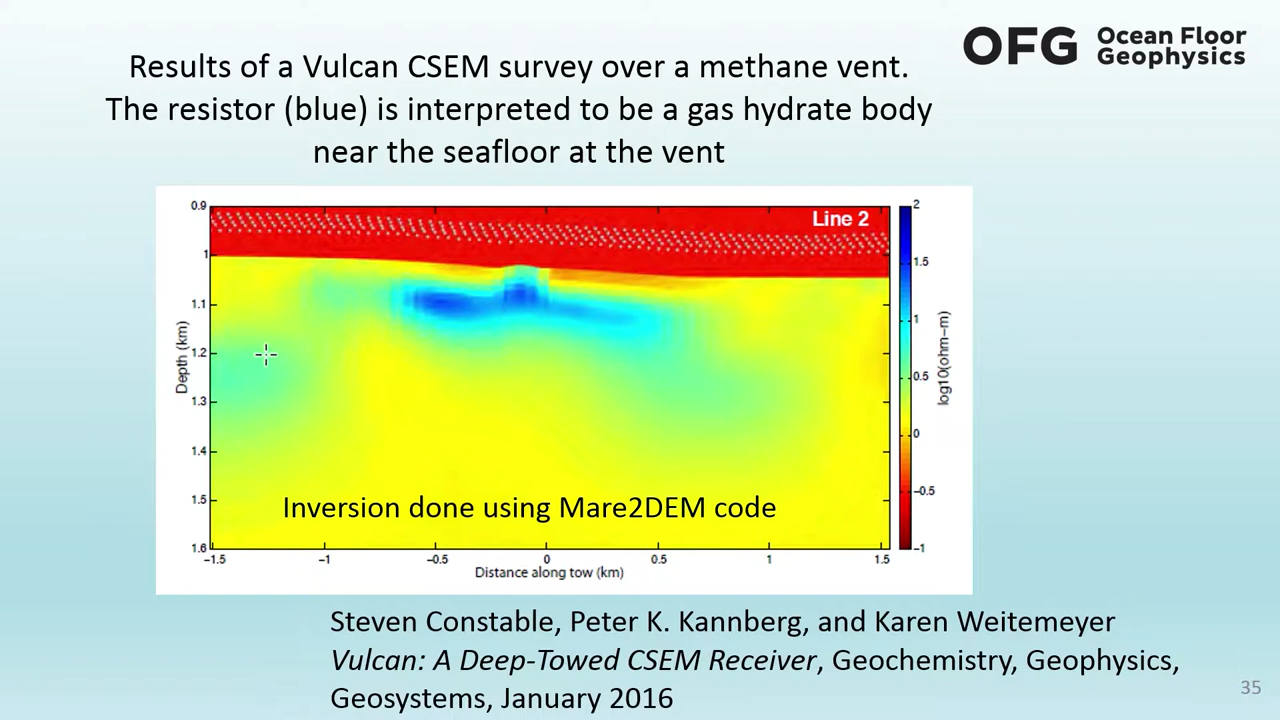 OFG Ocean Floor
Geophysics
Results of a Vulcan CSEM survey over a methane vent.
The resistor (blue) is interpreted to be a gas hydrate body
near the seafloor at the vent
Line 2
0.9
1
1.1
1.2
1.3
1.4
1.5
1.6
Depth (km)
-1.5
-1
-0.5
0
0.5
1
1.5
Distance along tow (km)
2
1.5
1
0.5
0
-0.5
-1
log10(ohm-m)
Inversion done using Mare2DEM code
Steven Constable, Peter K. Kannberg, and Karen Weitemeyer
Vulcan: A Deep-Towed CSEM Receiver, Geochemistry, Geophysics,
Geosystems, January 2016
35